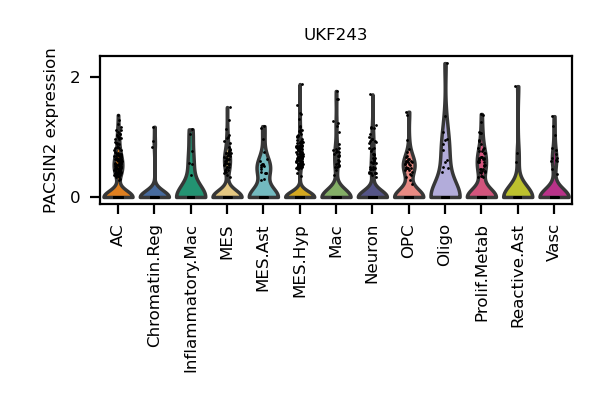 UKF243
PACSIN2 expression
2
0
AC
Chromatin.Reg
Inflammatory.Mac
MES
MES.Ast
MES.Hyp
Mac
Neuron
OPC
Oligo
Prolif.Metab
Reactive.Ast
Vasc